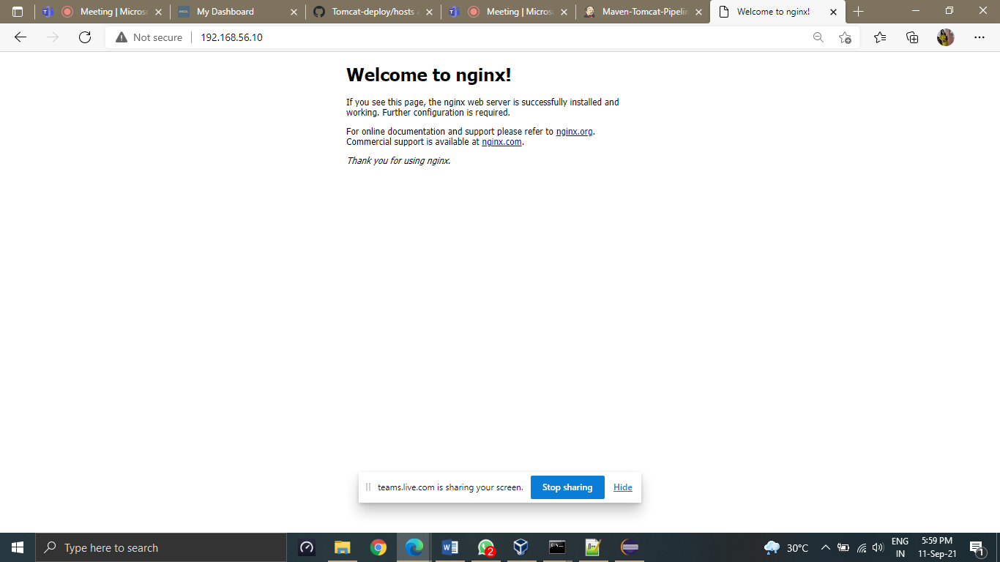 Meeting | Micros
My Dashboard
Tomcat-deploy/hosts
Meeting | Micros
Maven-Tomcat-Pipelin
Welcome to nginx!
Not secure
192.168.56.10
Welcome to nginx!
If you see this page, the nginx web server is successfully installed and
working. Further configuration is required.
For online documentation and support please refer to nginx.org.
Commercial support is available at nginx.com.
Thank you for using nginx.
teams.live.com is sharing your screen.
Stop sharing
Hide
Type here to search
2
30°C
ENG
IN
5:59 PM
11-Sep-21
1